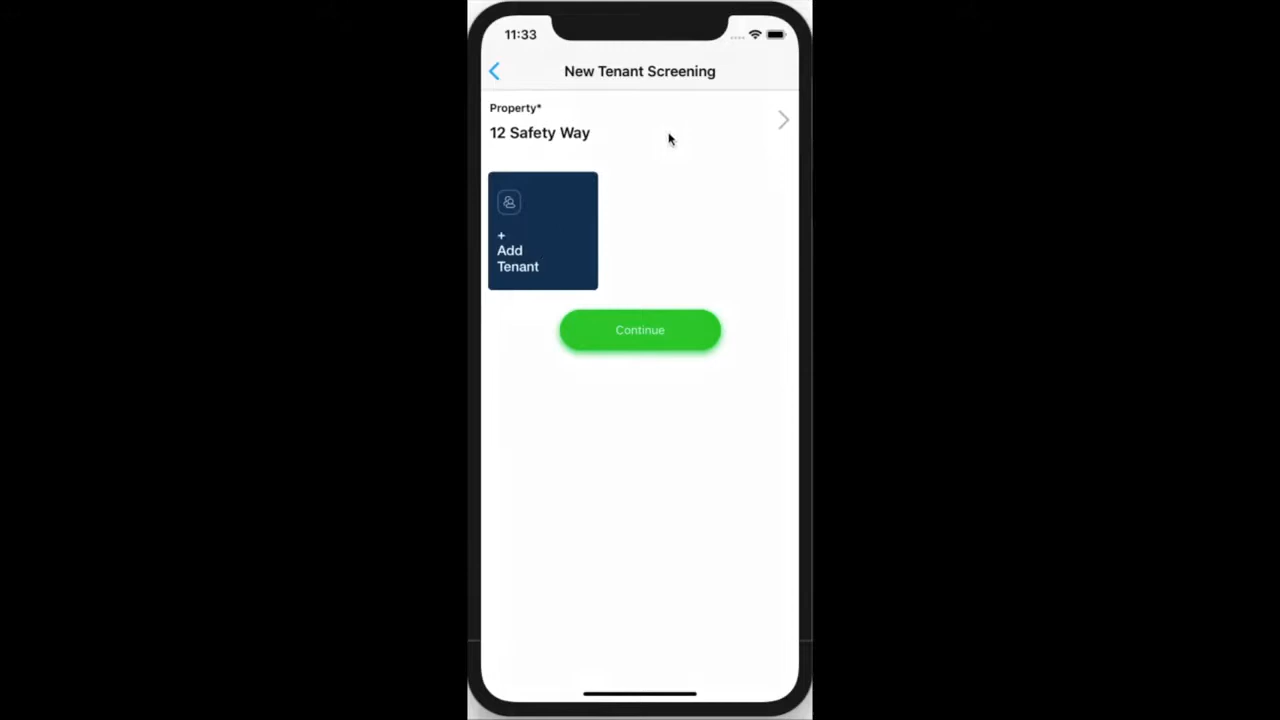 11:33
New Tenant Screening
Property*
12 Safety Way
+
Add
Tenant
Continue